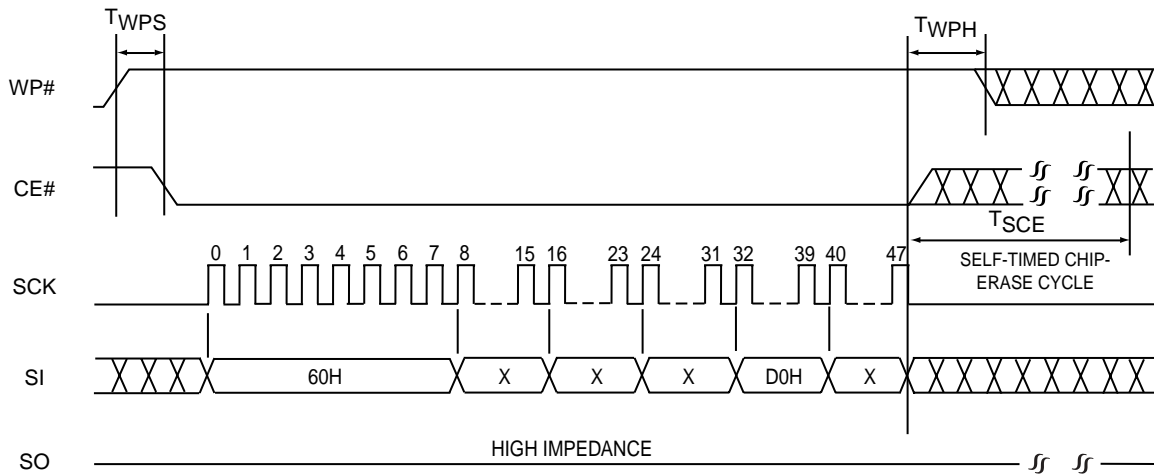 TWPS
TWPH
WP#
CE#
TSCE
0 1 2 3 4 5 6 7 8 15 16 23 24 31 32 39 40 47
SCK
SELF-TIMED CHIP-
ERASE CYCLE
SI
60H X X X D0H X
HIGH IMPEDANCE
SO